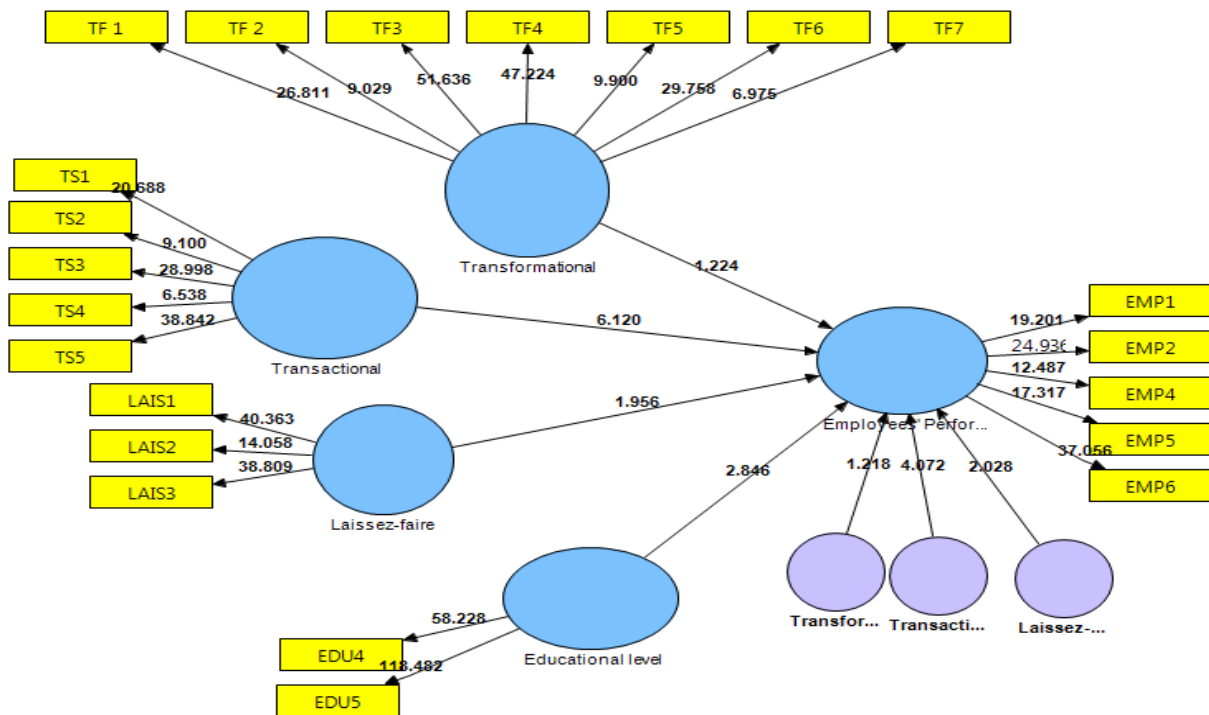 TF 1 TF 2 TF3 TF4 TF5 TF6 TF7
26.811 9.029 51.636 47.224 9.900 29.758 6.975
Transformational
TS1
TS2
TS3
TS4
TS5
20.688
9.100
28.998
6.538
38.842
Transactional
1.224
6.120
LAIS1
LAIS2
LAIS3
40.363
14.058
38.809
Laissez-faire
1.956
2.846
Employees' Perfor...
EMP1
EMP2
EMP4
EMP5
EMP6
19.201
24.936
12.487
17.317
37.056
1.218 4.072 2.028
Transfor... Transacti... Laissez-...
58.228
118.482
EDU4
EDU5
Educational level